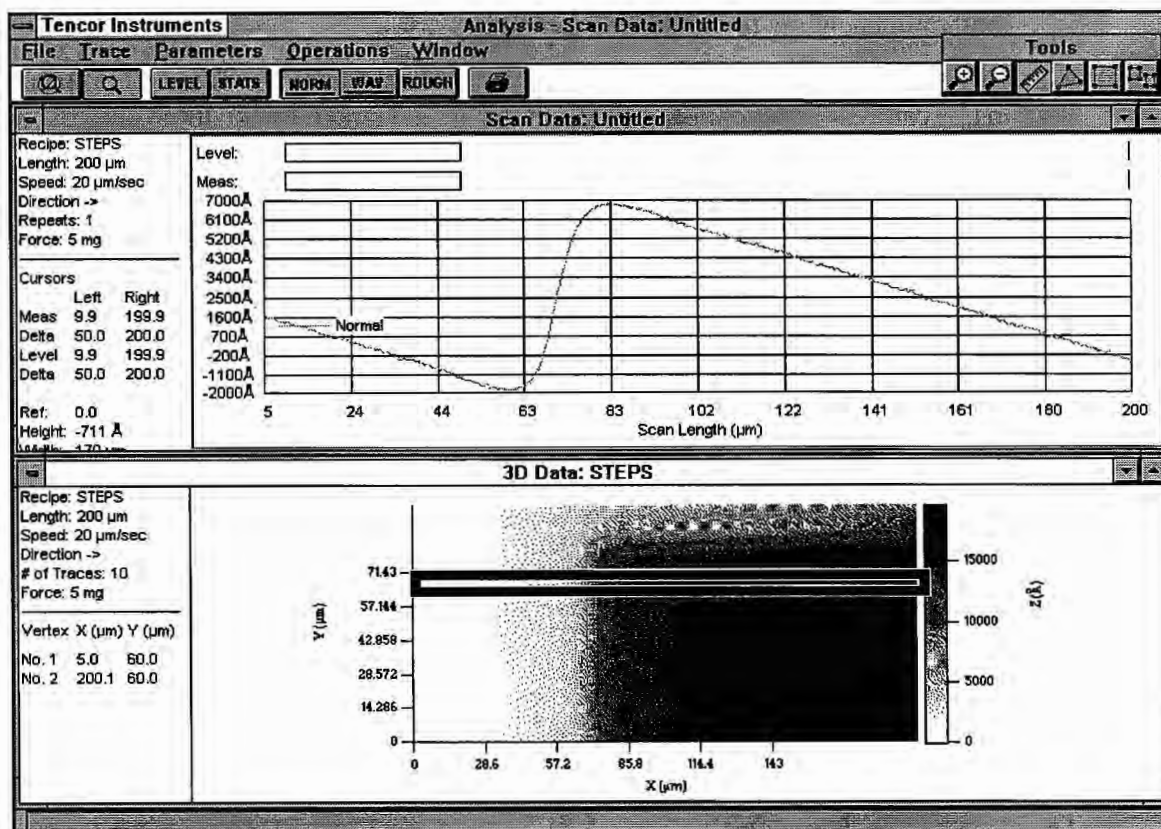 Tencor Instruments
Analysis - Scan Data: Untitled
File Trace Parameters Operations Window
Tools
LEVEL STATS NORM WAV ROUGH
Scan Data: Untitled
Recipe: STEPS
Length: 200 µm
Speed: 20 µm/sec
Direction ->
Repeats: 1
Force: 5 mg
Cursors
Left Right
Meas 9.9 199.9
Delta 50.0 200.0
Level 9.9 199.9
Delta 50.0 200.0
Ref: 0.0
Height: -711 Å
Width: 170 µm
Level:
Meas:
7000Å
6100Å
5200Å
4300Å
3400Å
2500Å
1600Å
700Å
-200Å
-1100Å
-2000Å
Normal
5 24 44 63 83 102 122 141 161 180 200
Scan Length (µm)
3D Data: STEPS
Recipe: STEPS
Length: 200 µm
Speed: 20 µm/sec
Direction ->
# of Traces: 10
Force: 5 mg
Vertex X (µm) Y (µm)
No. 1 5.0 60.0
No. 2 200.1 60.0
Y (µm)
71.43
57.144
42.858
28.572
14.286
0
0 28.6 57.2 85.8 114.4 143
X (µm)
15000
10000
5000
0
Z(Å)